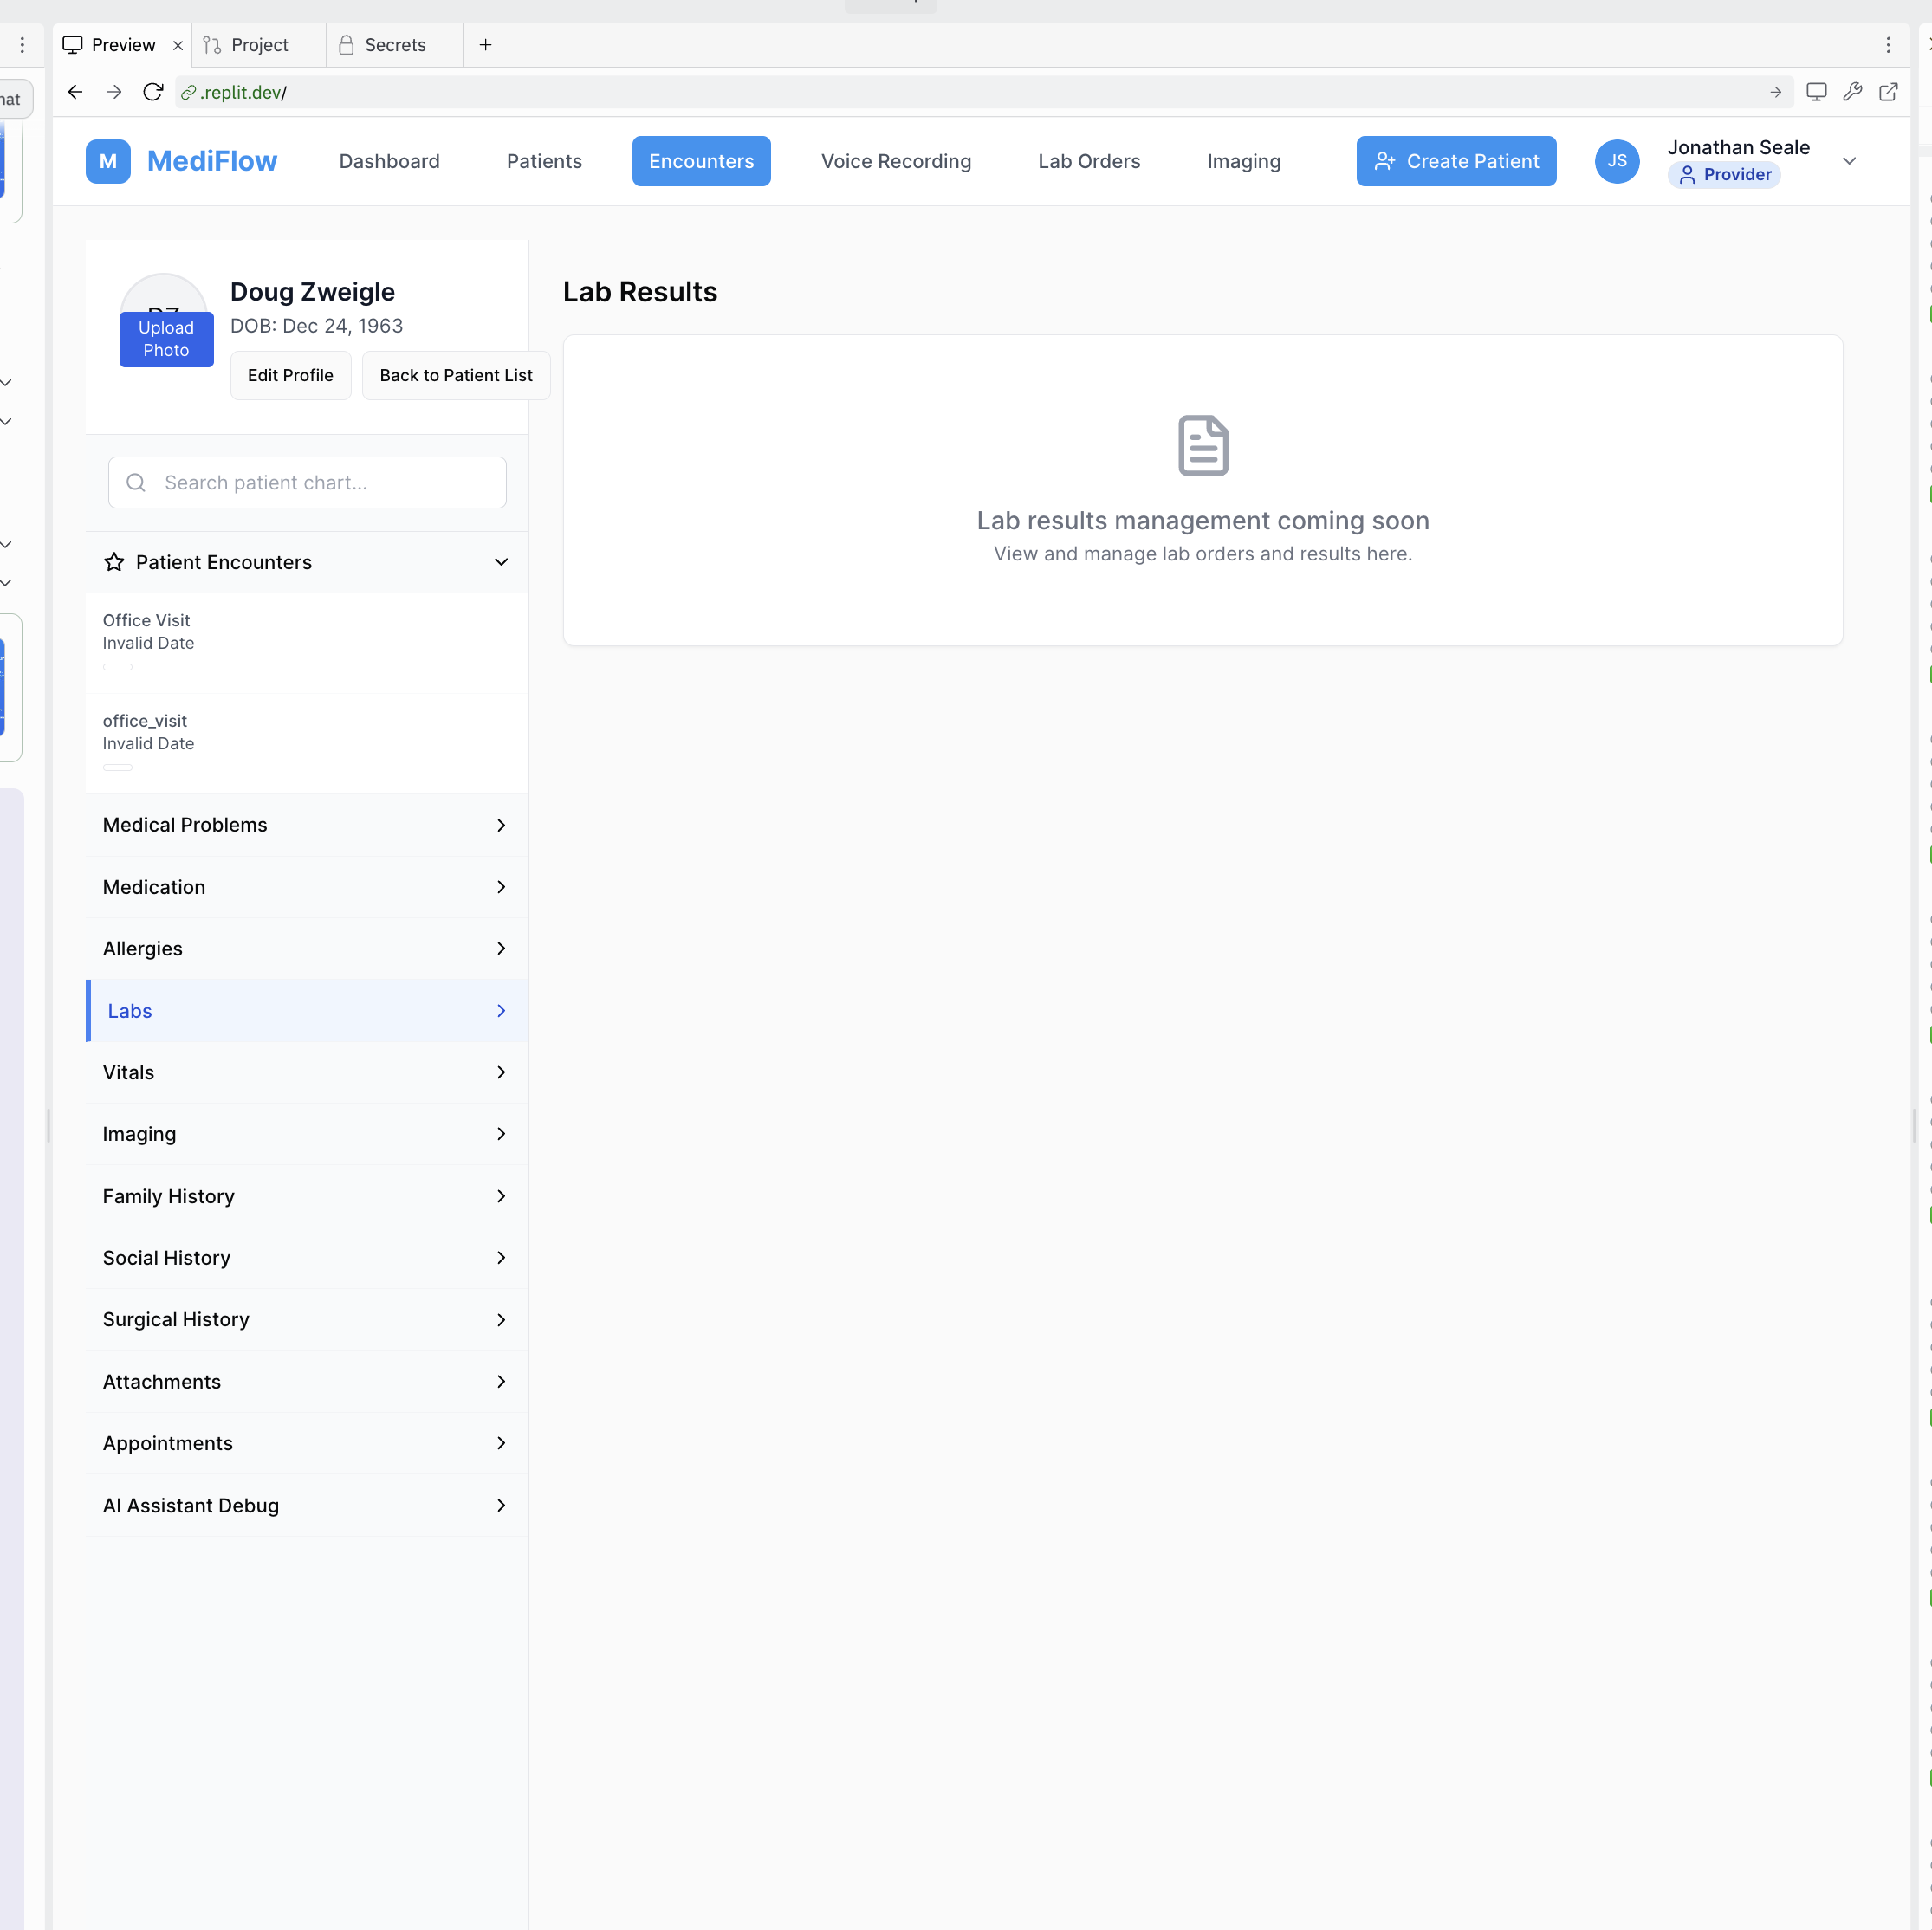 Preview
Project
Secrets
hat
.replit.dev/
M
MediFlow
Dashboard
Patients
Encounters
Voice Recording
Lab Orders
Imaging
Create Patient
JS
Jonathan Seale
Provider
Doug Zweigle
DOB: Dec 24, 1963
Upload
Photo
Edit Profile
Back to Patient List
Search patient chart...
Patient Encounters
Office Visit
Invalid Date
office_visit
Invalid Date
Medical Problems
Medication
Allergies
Labs
Vitals
Imaging
Family History
Social History
Surgical History
Attachments
Appointments
AI Assistant Debug
Lab Results
Lab results management coming soon
View and manage lab orders and results here.